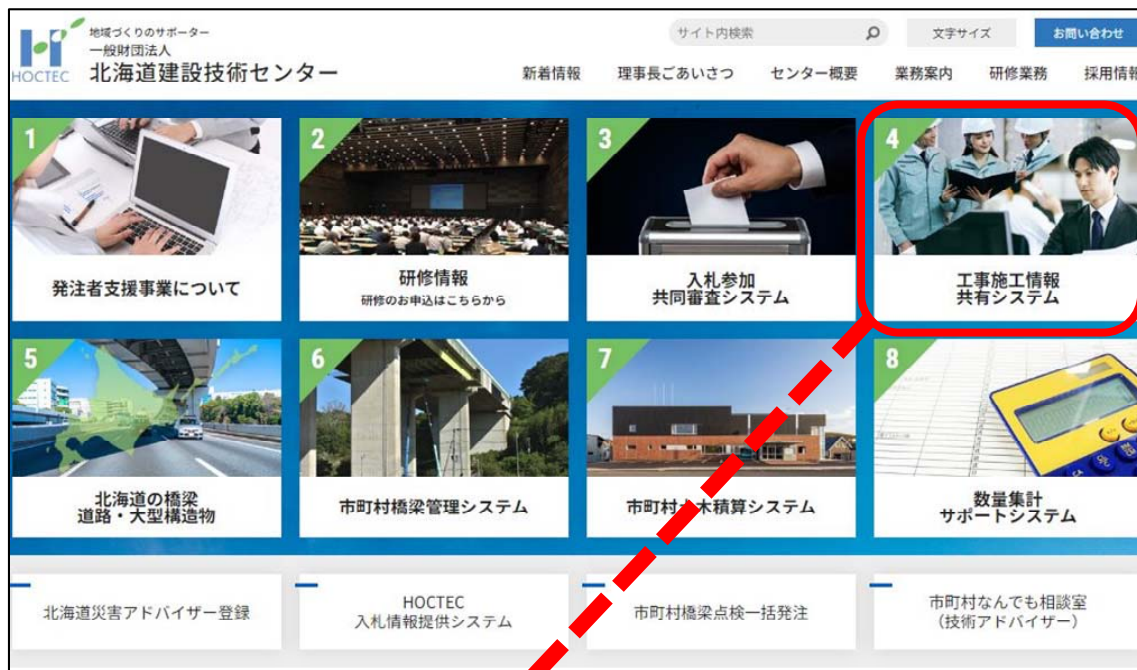 地域づくりのサポーター
一般財団法人
北海道建設技術センター
HOCTEC
サイト内検索
文字サイズ
お問い合わせ
新着情報 理事長ごあいさつ センター概要 業務案内 研修業務 採用情報
1
発注者支援事業について
2
研修情報
研修のお申込はこちらから
3
入札参加
共同審査システム
4
工事施工情報
共有システム
5
北海道の橋梁
道路・大型構造物
6
市町村橋梁管理システム
7
市町村土木積算システム
8
数量集計
サポートシステム
北海道災害アドバイザー登録
HOCTEC
入札情報提供システム
市町村橋梁点検一括発注
市町村なんでも相談室
（技術アドバイザー）